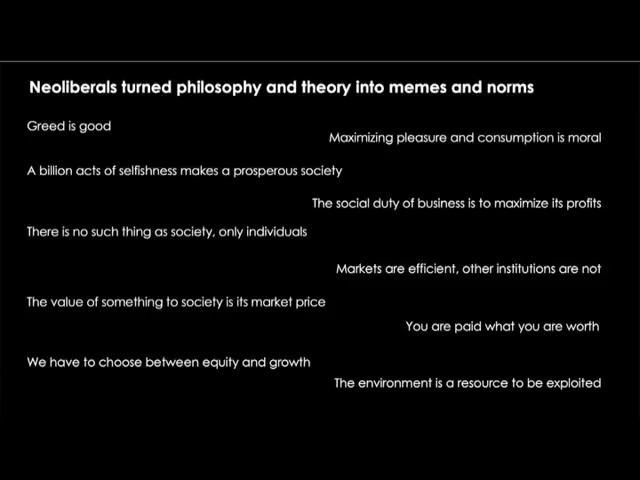 Neoliberals turned philosophy and theory into memes and norms
Greed is good
Maximizing pleasure and consumption is moral
A billion acts of selfishness makes a prosperous society
The social duty of business is to maximize its profits
There is no such thing as society, only individuals
Markets are efficient, other institutions are not
The value of something to society is its market price
You are paid what you are worth
We have to choose between equity and growth
The environment is a resource to be exploited